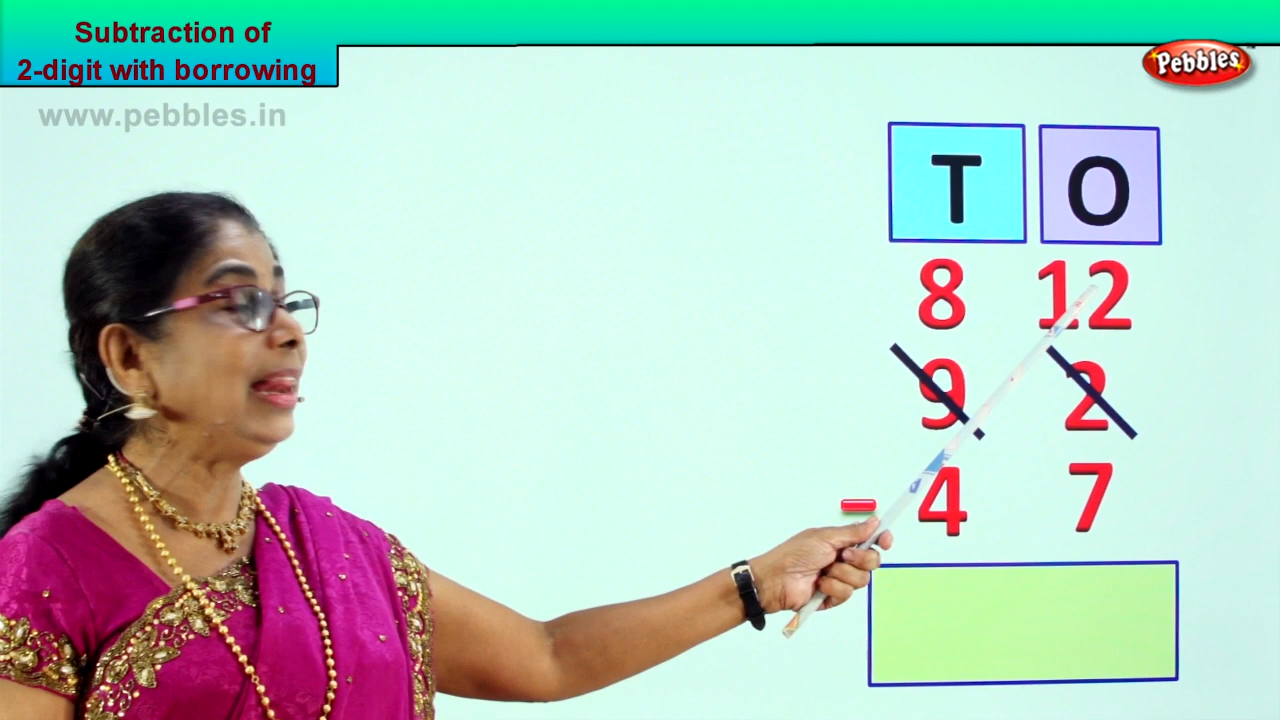 Subtraction of
2-digit with borrowing
Pebbles
www.pebbles.in
T O
8 12
9 2
- 4 7